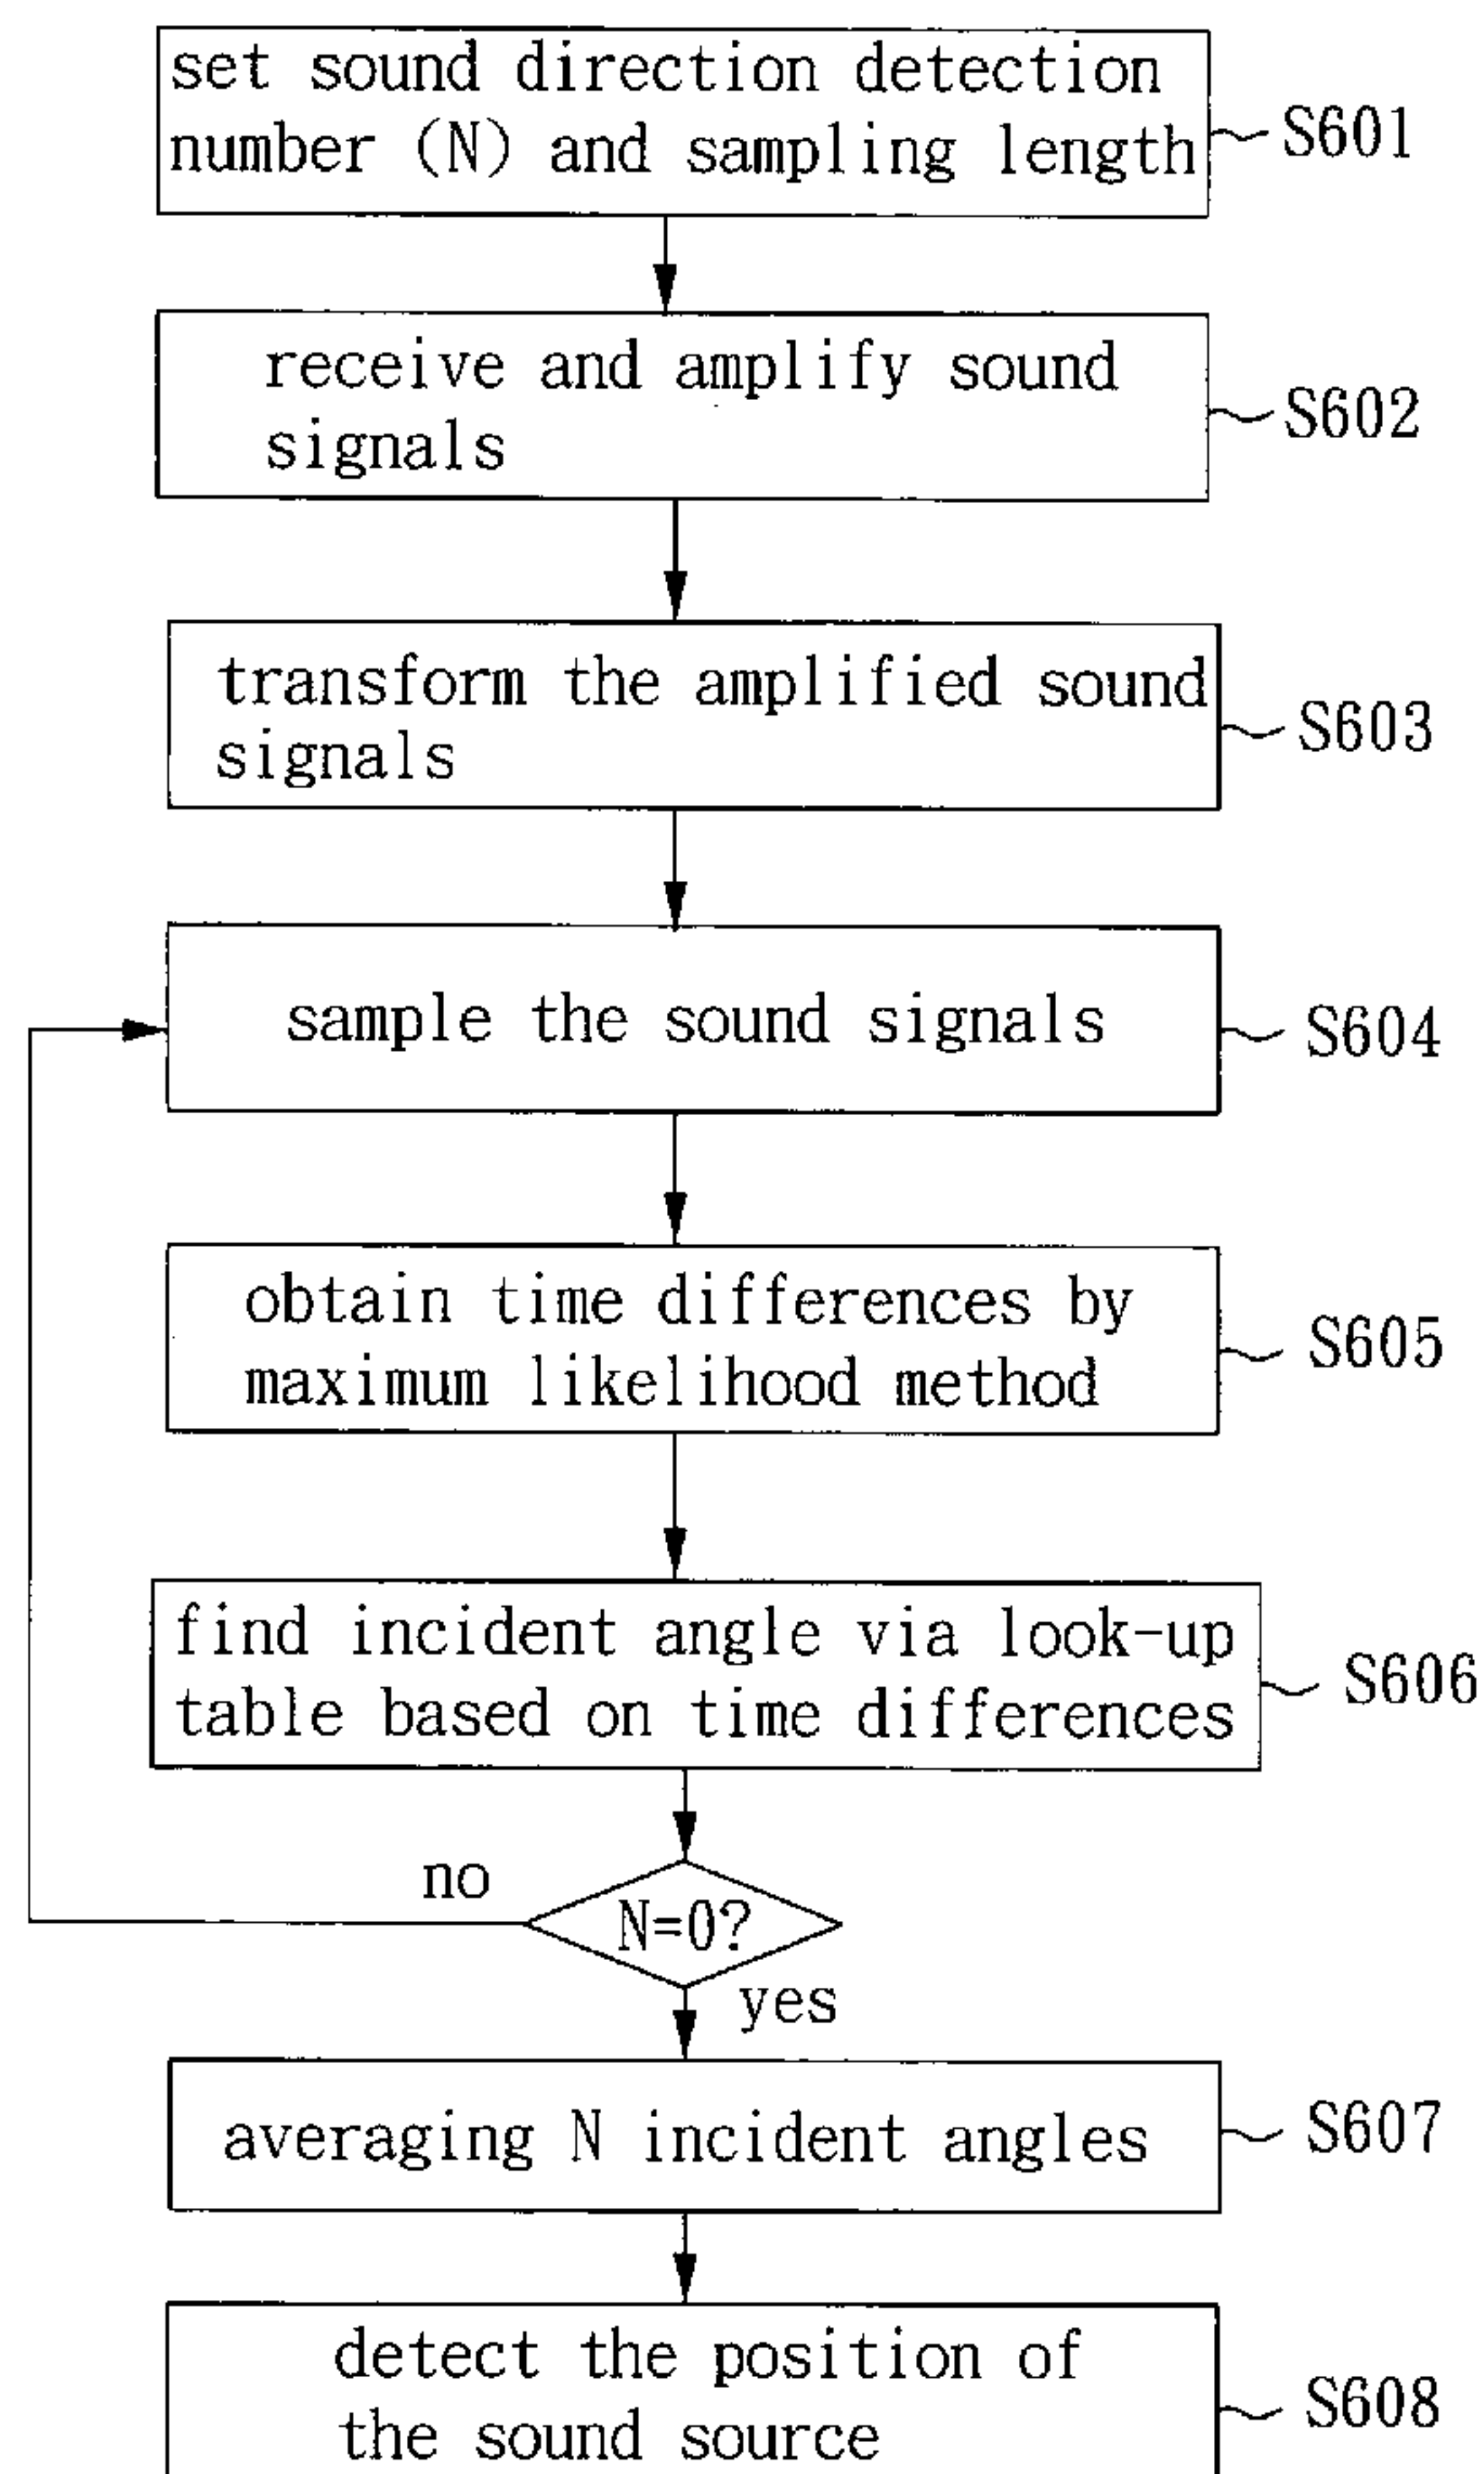 set sound direction detection
number (N) and sampling length
S601
receive and amplify sound
signals
S602
transform the amplified sound
signals
S603
sample the sound signals
S604
obtain time differences by
maximum likelihood method
S605
find incident angle via look-up
table based on time differences
S606
no
N=0?
yes
averaging N incident angles
S607
detect the position of
the sound source
S608